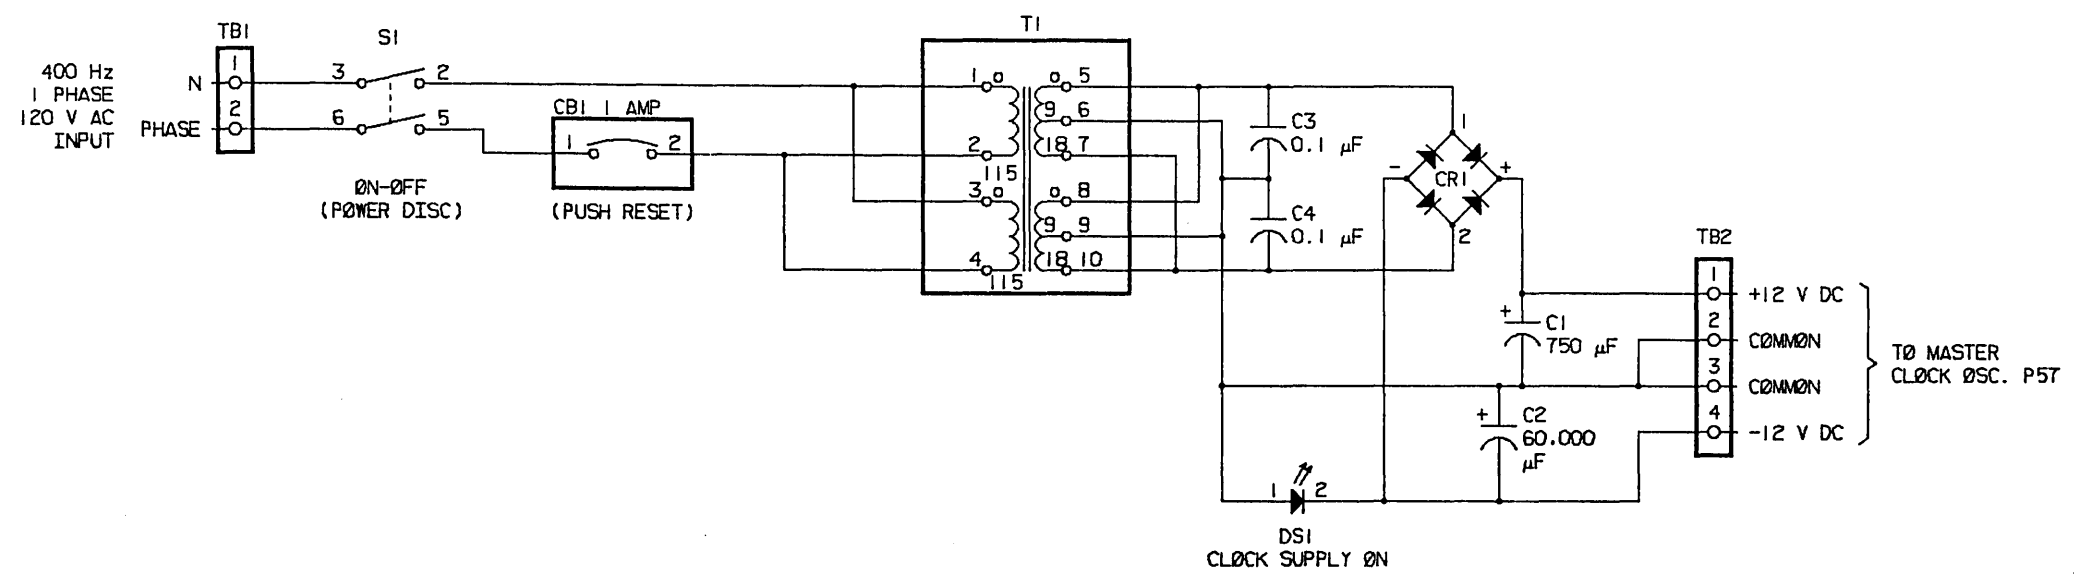 TB1
S1
T1
400 Hz
1 PHASE
120 V AC
INPUT
N
PHASE
1
2
3
2
6
5
ØN-ØFF
(PØWER DISC)
CB1 1 AMP
1
2
(PUSH RESET)
1
2
115
3
4
115
5
9
6
18
7
8
9
9
18
10
C3
0.1 µF
C4
0.1 µF
1
-
+
CR1
2
TB2
1
+12 V DC
2
CØMMØN
3
CØMMØN
4
-12 V DC
TØ MASTER
CLØCK ØSC. P57
+
C1
750 µF
+
C2
60.000
µF
1
2
DS1
CLØCK SUPPLY ØN